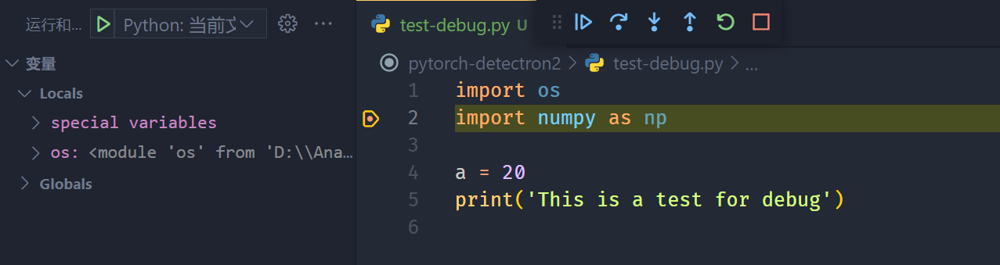 运行和...
Python: 当前文
变量
Locals
special variables
os: <module 'os' from 'D:\\Ana...
Globals
test-debug.py U
pytorch-detectron2 > test-debug.py > ...
1 import os
2 import numpy as np
3
4 a = 20
5 print('This is a test for debug')
6